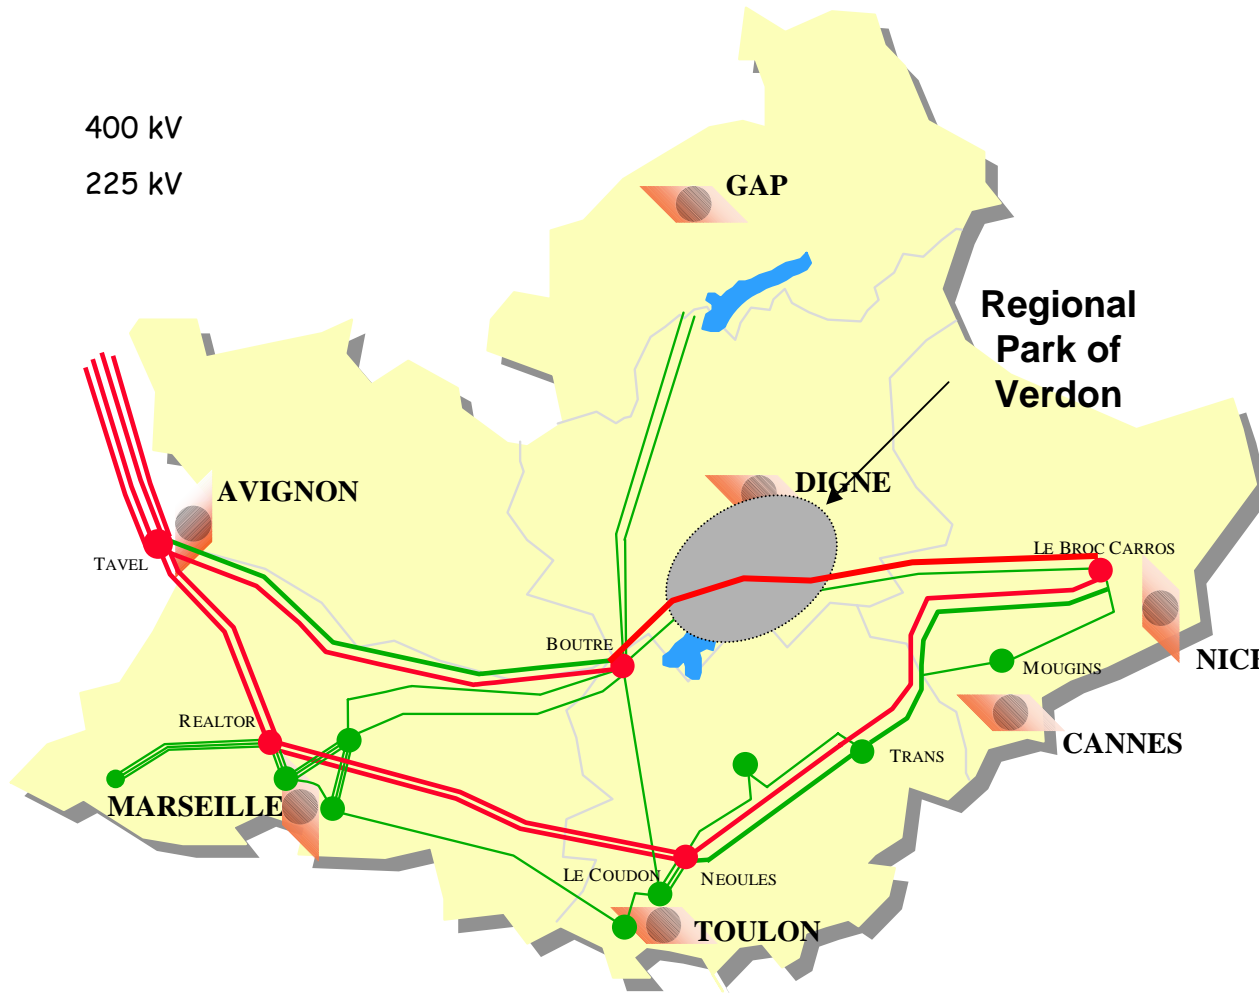 400 kV
225 kV
GAP
Regional
Park of
Verdon
AVIGNON
DIGNE
TAVEL
LE BROC CARROS
BOUTRE
MOUGINS
NICE
REALTOR
CANNES
TRANS
MARSEILLE
LE COUDON
NEOULES
TOULON